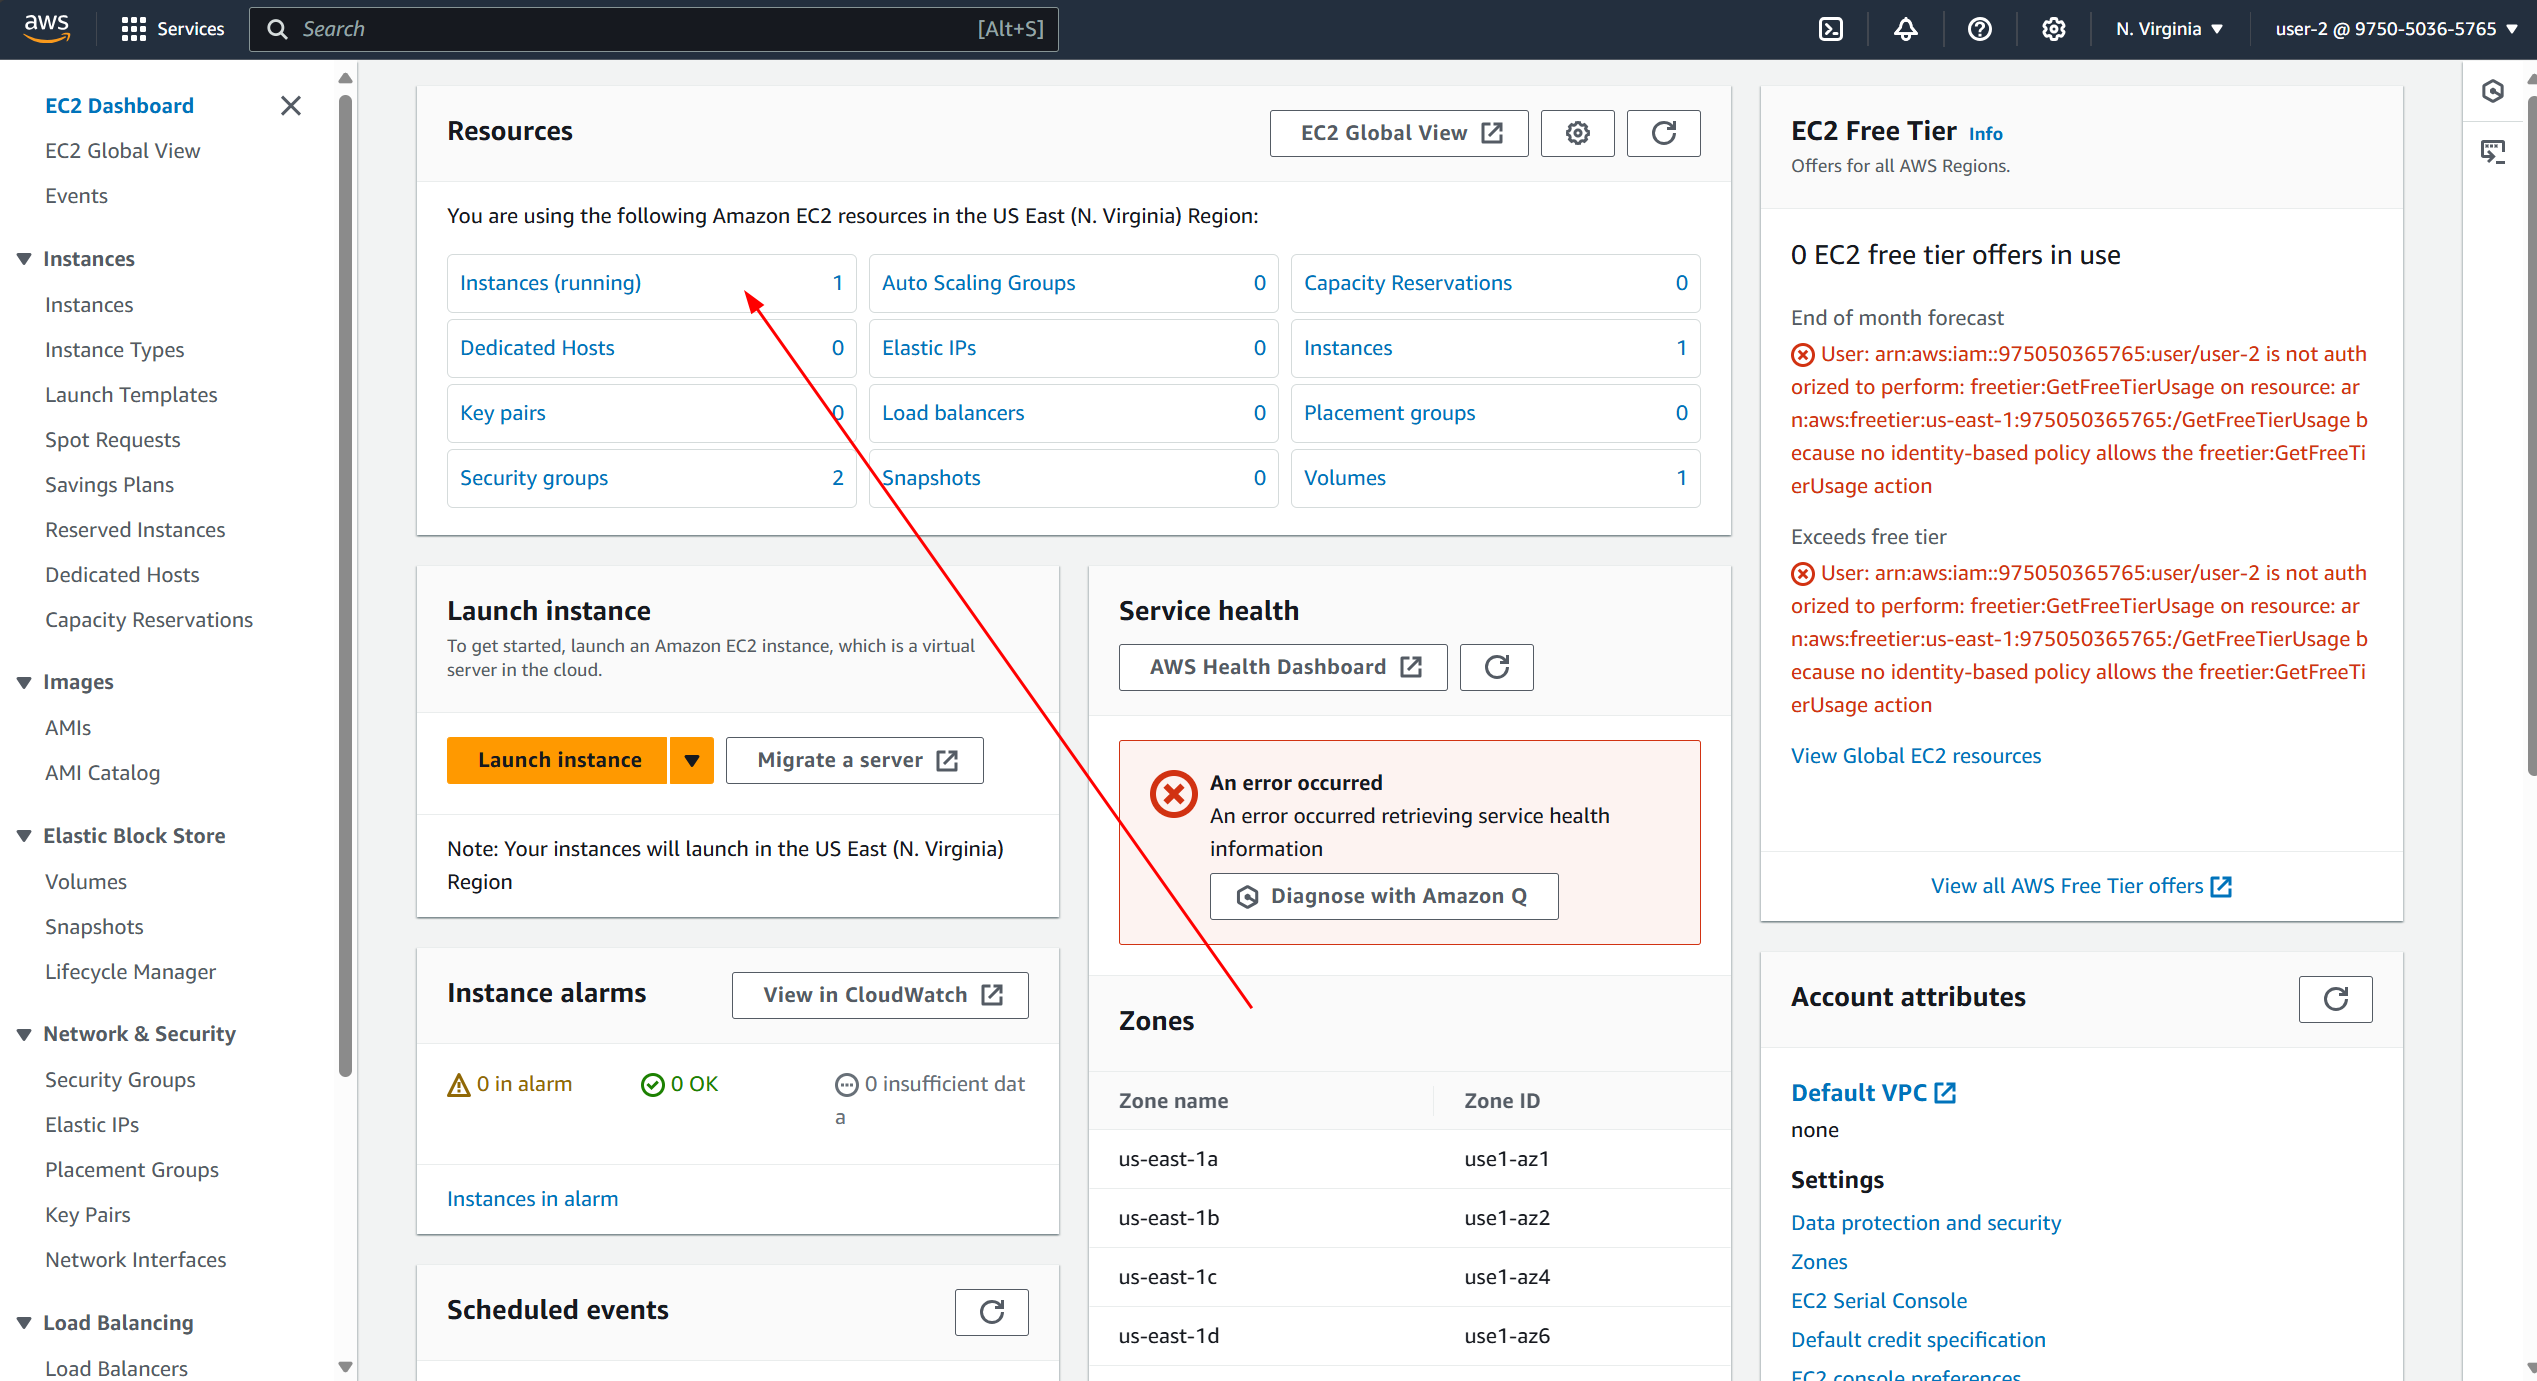 aws
Services
Search
[Alt+S]
N. Virginia
user-2 @ 9750-5036-5765
EC2 Dashboard
EC2 Global View
Events
Instances
Instances
Instance Types
Launch Templates
Spot Requests
Savings Plans
Reserved Instances
Dedicated Hosts
Capacity Reservations
Images
AMIs
AMI Catalog
Elastic Block Store
Volumes
Snapshots
Lifecycle Manager
Network & Security
Security Groups
Elastic IPs
Placement Groups
Key Pairs
Network Interfaces
Load Balancing
Load Balancers
Resources
EC2 Global View
You are using the following Amazon EC2 resources in the US East (N. Virginia) Region:
Instances (running) 1
Auto Scaling Groups 0
Capacity Reservations 0
Dedicated Hosts 0
Elastic IPs 0
Instances 1
Key pairs 0
Load balancers 0
Placement groups 0
Security groups 2
Snapshots 0
Volumes 1
Launch instance
To get started, launch an Amazon EC2 instance, which is a virtual
server in the cloud.
Launch instance
Migrate a server
Note: Your instances will launch in the US East (N. Virginia)
Region
Instance alarms
View in CloudWatch
0 in alarm
0 OK
0 insufficient dat
a
Instances in alarm
Scheduled events
Service health
AWS Health Dashboard
An error occurred
An error occurred retrieving service health
information
Diagnose with Amazon Q
Zones
Zone name Zone ID
us-east-1a use1-az1
us-east-1b use1-az2
us-east-1c use1-az4
us-east-1d use1-az6
EC2 Free Tier Info
Offers for all AWS Regions.
0 EC2 free tier offers in use
End of month forecast
User: arn:aws:iam::975050365765:user/user-2 is not auth
orized to perform: freetier:GetFreeTierUsage on resource: ar
n:aws:freetier:us-east-1:975050365765:/GetFreeTierUsage b
ecause no identity-based policy allows the freetier:GetFreeTi
erUsage action
Exceeds free tier
User: arn:aws:iam::975050365765:user/user-2 is not auth
orized to perform: freetier:GetFreeTierUsage on resource: ar
n:aws:freetier:us-east-1:975050365765:/GetFreeTierUsage b
ecause no identity-based policy allows the freetier:GetFreeTi
erUsage action
View Global EC2 resources
View all AWS Free Tier offers
Account attributes
Default VPC
none
Settings
Data protection and security
Zones
EC2 Serial Console
Default credit specification
EC2 console preferences